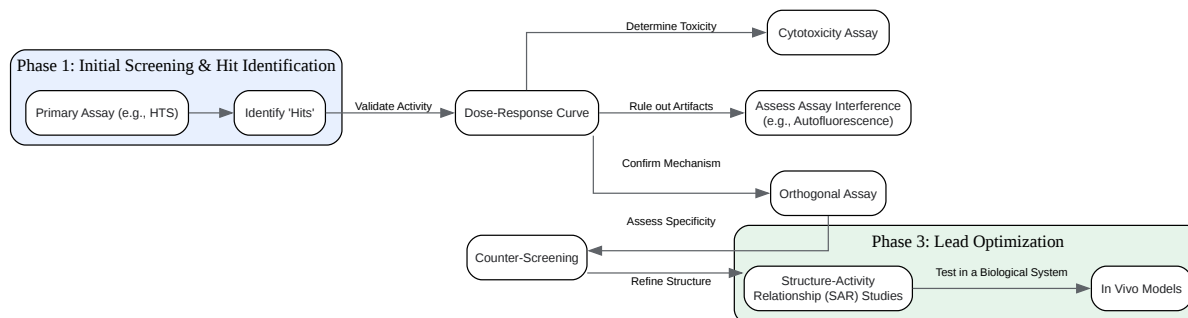 Determine Toxicity
Cytotoxicity Assay
Phase 1: Initial Screening & Hit Identification
Primary Assay (e.g., HTS)
Identify 'Hits'
Validate Activity
Dose-Response Curve
Rule out Artifacts
Assess Assay Interference
(e.g., Autofluorescence)
Confirm Mechanism
Orthogonal Assay
Assess Specificity
Counter-Screening
Refine Structure
Phase 3: Lead Optimization
Structure-Activity
Relationship (SAR) Studies
Test in a Biological System
In Vivo Models